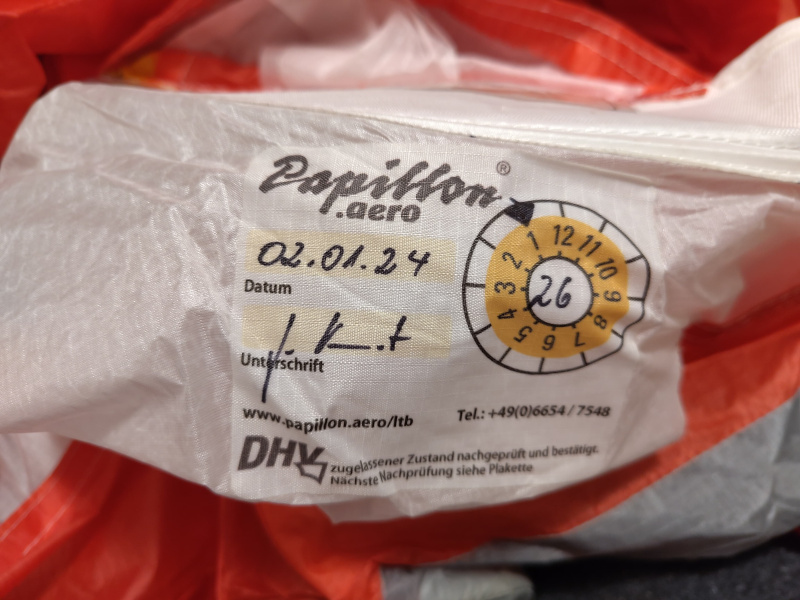 Papillon®
.aero
02.01.24
Datum
Unterschrift
www.papillon.aero/ltb
Tel.: +49(0)6654 / 7548
DHV
zugelassener Zustand nachgeprüft und bestätigt.
Nächste Nachprüfung siehe Plakette
1 12 11 10 9 8 7 6 5 4 3 2
26